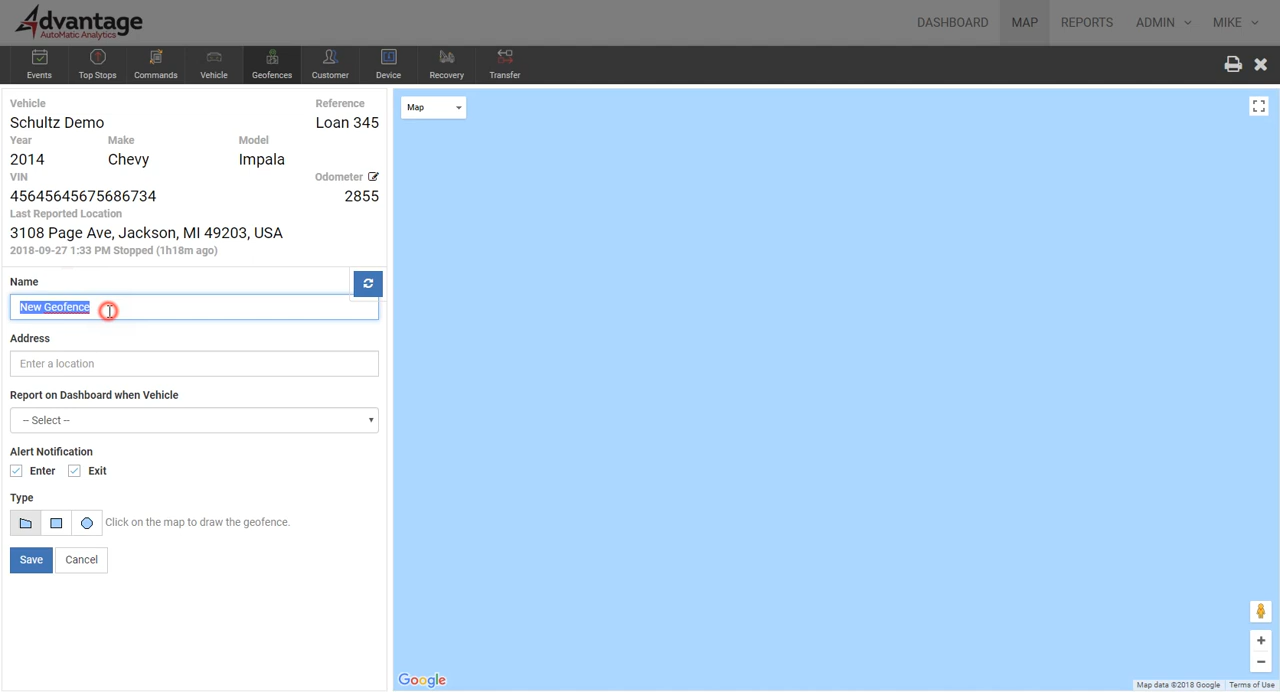 Advantage
AutoMatic Analytics
DASHBOARD MAP REPORTS ADMIN MIKE
Events Top Stops Commands Vehicle Geofences Customer Device Recovery Transfer
Vehicle Reference
Schultz Demo Loan 345
Year Make Model
2014 Chevy Impala
VIN Odometer
45645645675686734 2855
Last Reported Location
3108 Page Ave, Jackson, MI 49203, USA
2018-09-27 1:33 PM Stopped (1h18m ago)
Name
New Geofence
Address
Enter a location
Report on Dashboard when Vehicle
-- Select --
Alert Notification
Enter Exit
Type
Click on the map to draw the geofence.
Save Cancel
Map
Google
Map data ©2018 Google Terms of Use